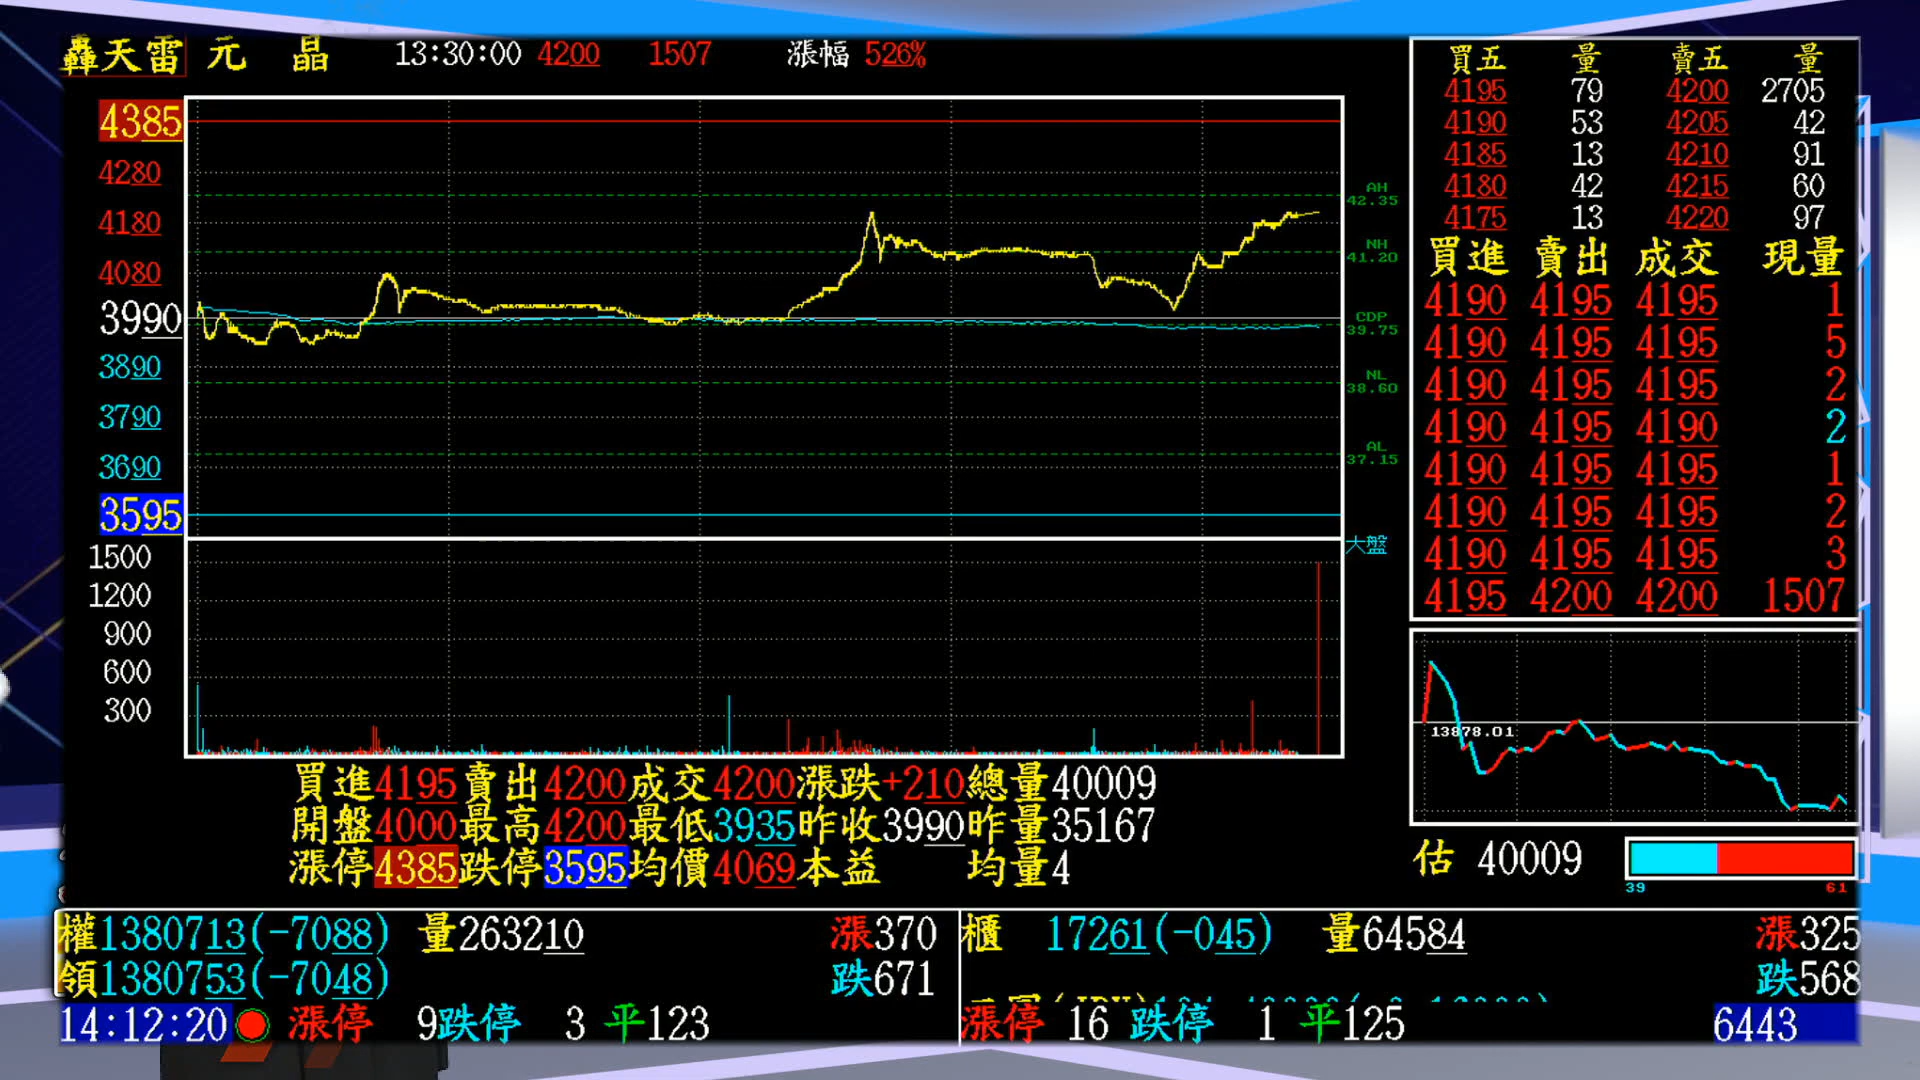 轟天雷 元 晶 13:30:00 4200 1507 漲幅 526%
4385
4280
4180
4080
3990
3890
3790
3690
3595
AH
42.35
NH
41.20
CDP
39.75
NL
38.60
AL
37.15
大盤
1500
1200
900
600
300
買五 量 賣五 量
4195 79 4200 2705
4190 53 4205 42
4185 13 4210 91
4180 42 4215 60
4175 13 4220 97
買進 賣出 成交 現量
4190 4195 4195 1
4190 4195 4195 5
4190 4195 4195 2
4190 4195 4190 2
4190 4195 4195 1
4190 4195 4195 2
4190 4195 4195 3
4195 4200 4200 1507
13878.01
買進4195賣出4200成交4200漲跌+210總量40009
開盤4000最高4200最低3935昨收3990昨量35167
漲停4385跌停3595均價4069本益 均量4
估 40009
39 61
權1380713(-7088) 量263210 漲370
領1380753(-7048) 跌671
14:12:20 漲停 9跌停 3 平123
櫃 17261(-045) 量64584 漲325
跌568
漲停 16 跌停 1 平125 6443